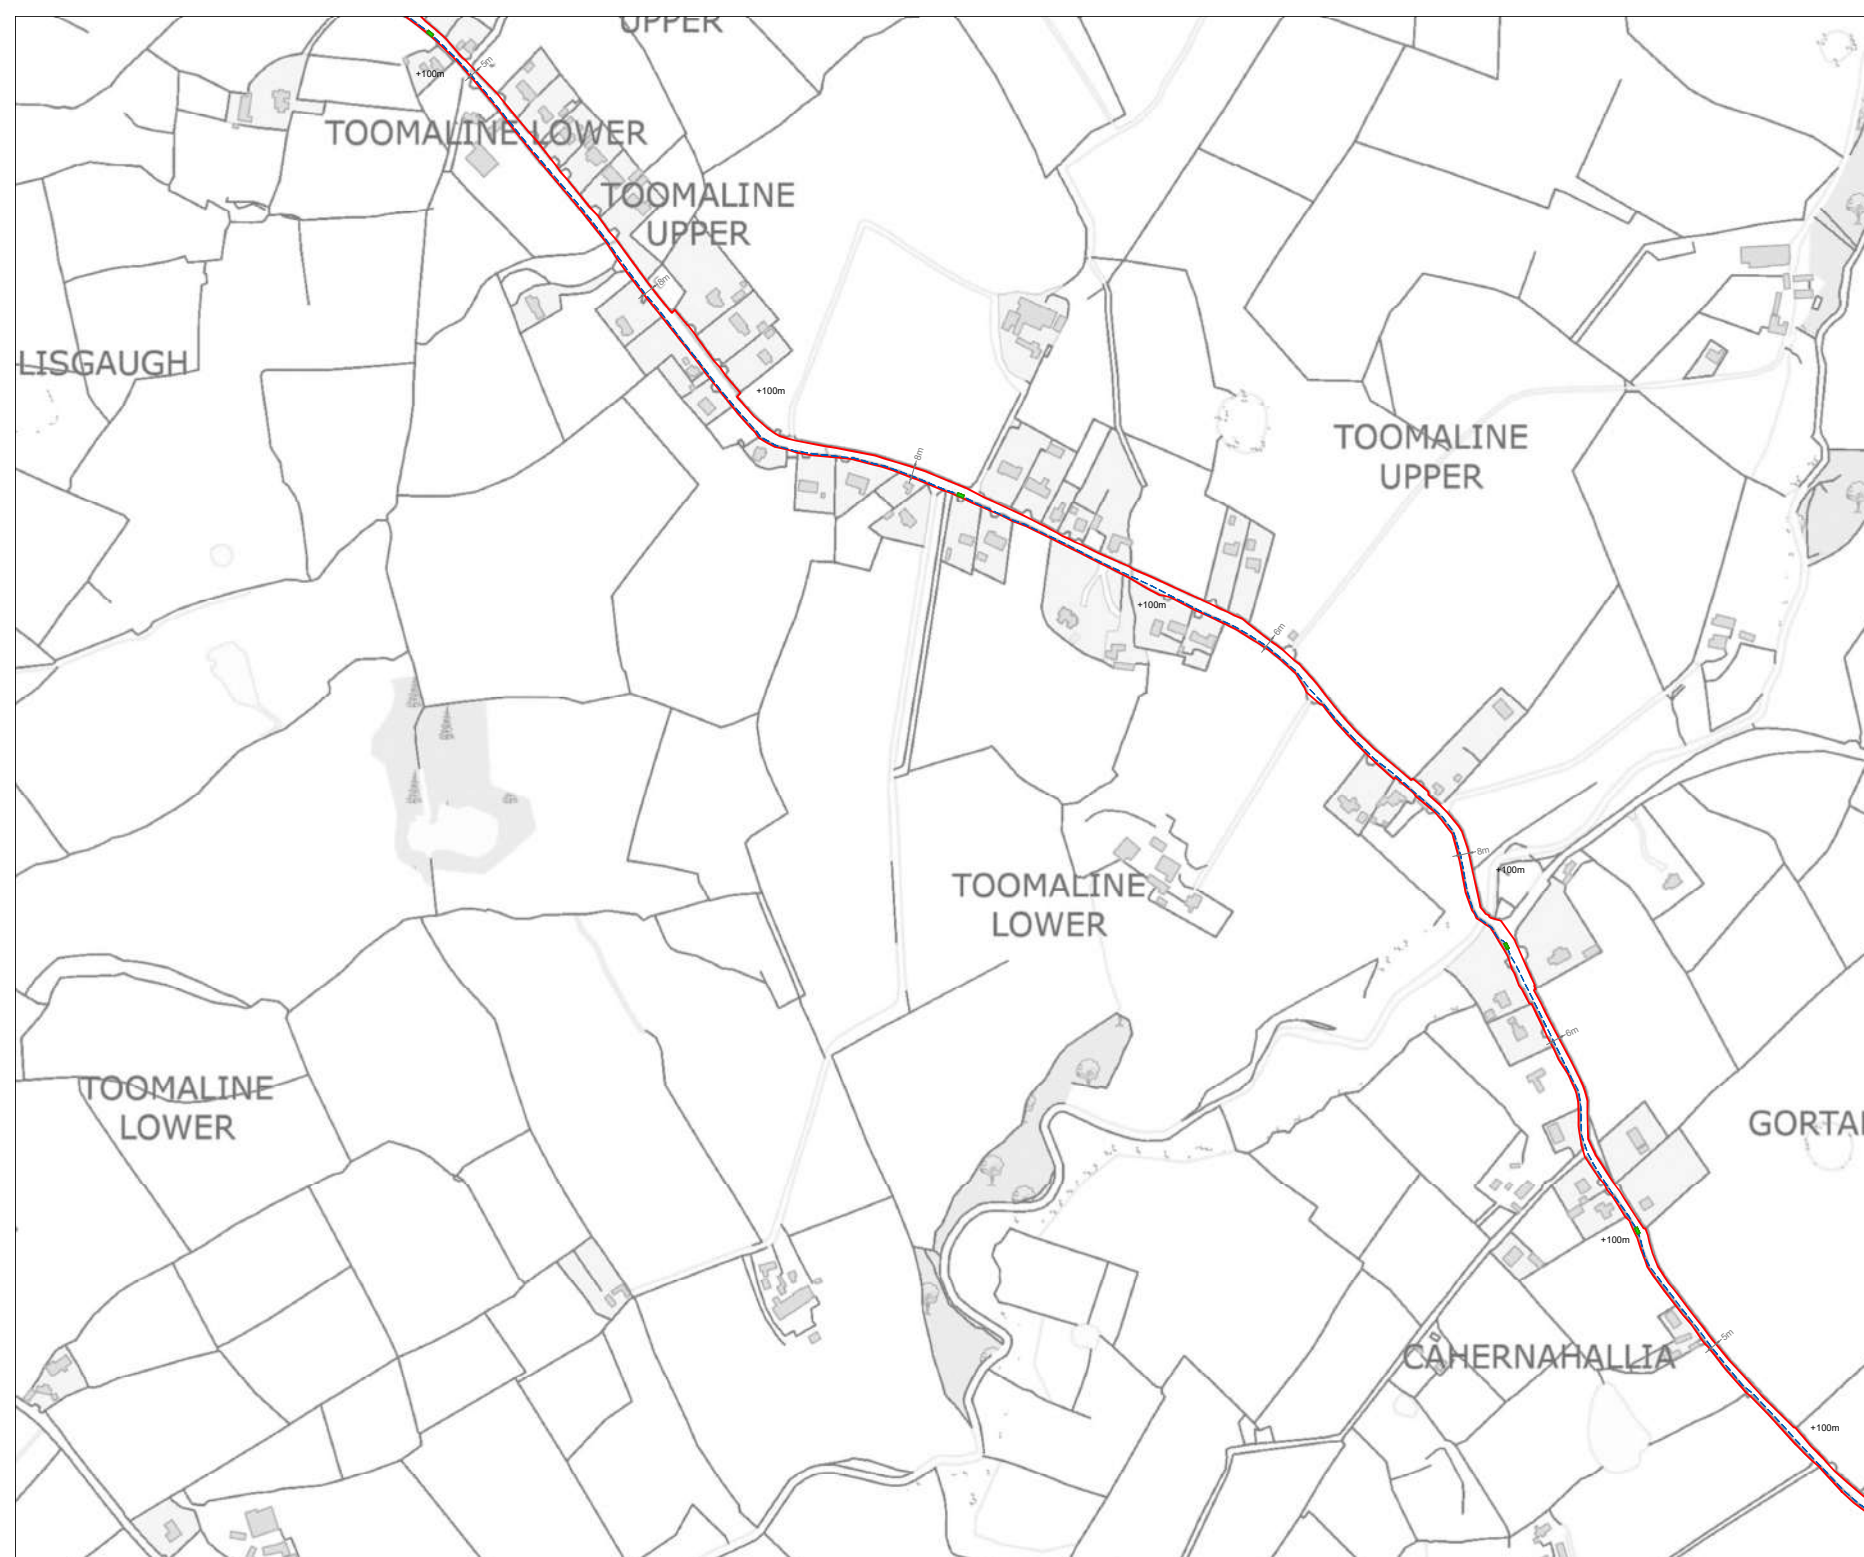 UPPER
+100m
5m
TOOMALINE LOWER
TOOMALINE
UPPER
8m
LISGAUGH
+100m
8m
TOOMALINE
UPPER
+100m
6m
8m
+100m
TOOMALINE
LOWER
6m
TOOMALINE
LOWER
GORTA
+100m
5m
CAHERNAHALLIA
+100m